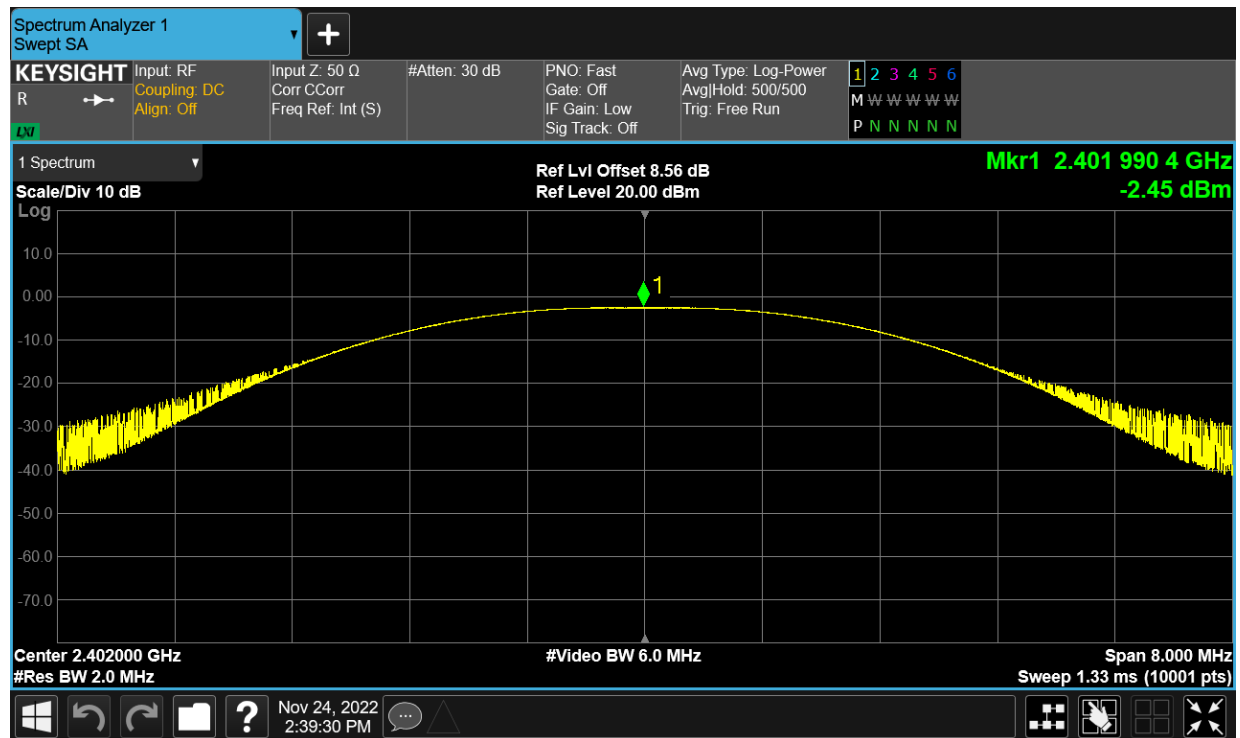 Spectrum Analyzer 1
Swept SA
+
KEYSIGHT
R
LXI
Input: RF
Coupling: DC
Align: Off
Input Z: 50 Ω
Corr CCorr
Freq Ref: Int (S)
#Atten: 30 dB
PNO: Fast
Gate: Off
IF Gain: Low
Sig Track: Off
Avg Type: Log-Power
Avg|Hold: 500/500
Trig: Free Run
1 2 3 4 5 6
M W W W W W
P N N N N N
1 Spectrum
Scale/Div 10 dB
Ref Lvl Offset 8.56 dB
Ref Level 20.00 dBm
Mkr1 2.401 990 4 GHz
-2.45 dBm
Log
10.0
0.00
-10.0
-20.0
-30.0
-40.0
-50.0
-60.0
-70.0
1
Center 2.402000 GHz
#Res BW 2.0 MHz
#Video BW 6.0 MHz
Span 8.000 MHz
Sweep 1.33 ms (10001 pts)
?
Nov 24, 2022
2:39:30 PM